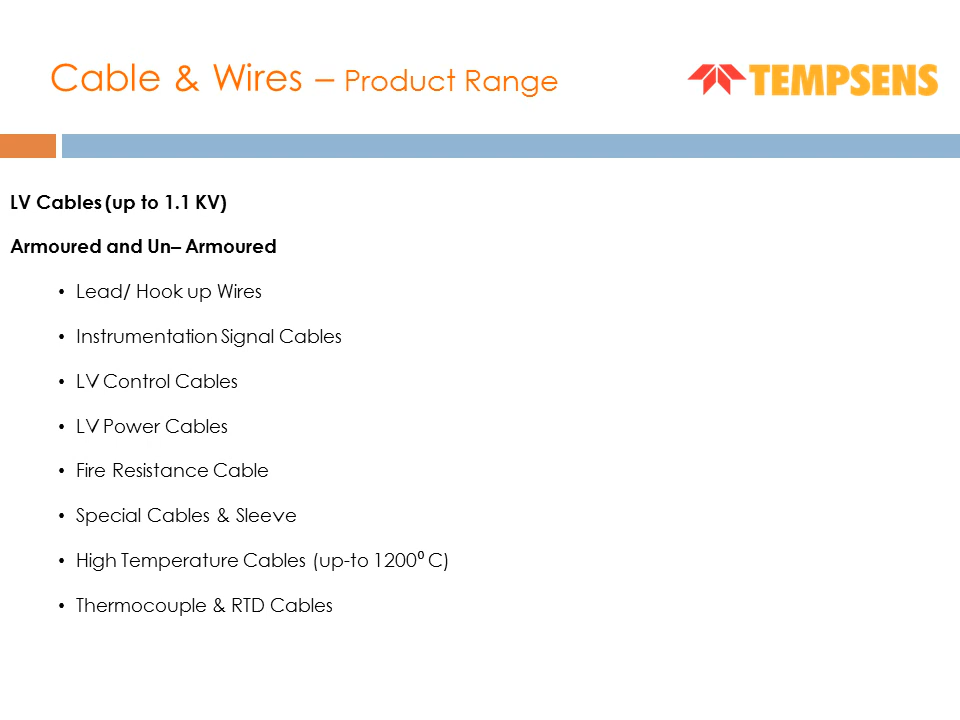 Cable & Wires – Product Range
TEMPSENS
LV Cables (up to 1.1 KV)
Armoured and Un– Armoured
• Lead/ Hook up Wires
• Instrumentation Signal Cables
• LV Control Cables
• LV Power Cables
• Fire Resistance Cable
• Special Cables & Sleeve
• High Temperature Cables (up-to 1200⁰ C)
• Thermocouple & RTD Cables